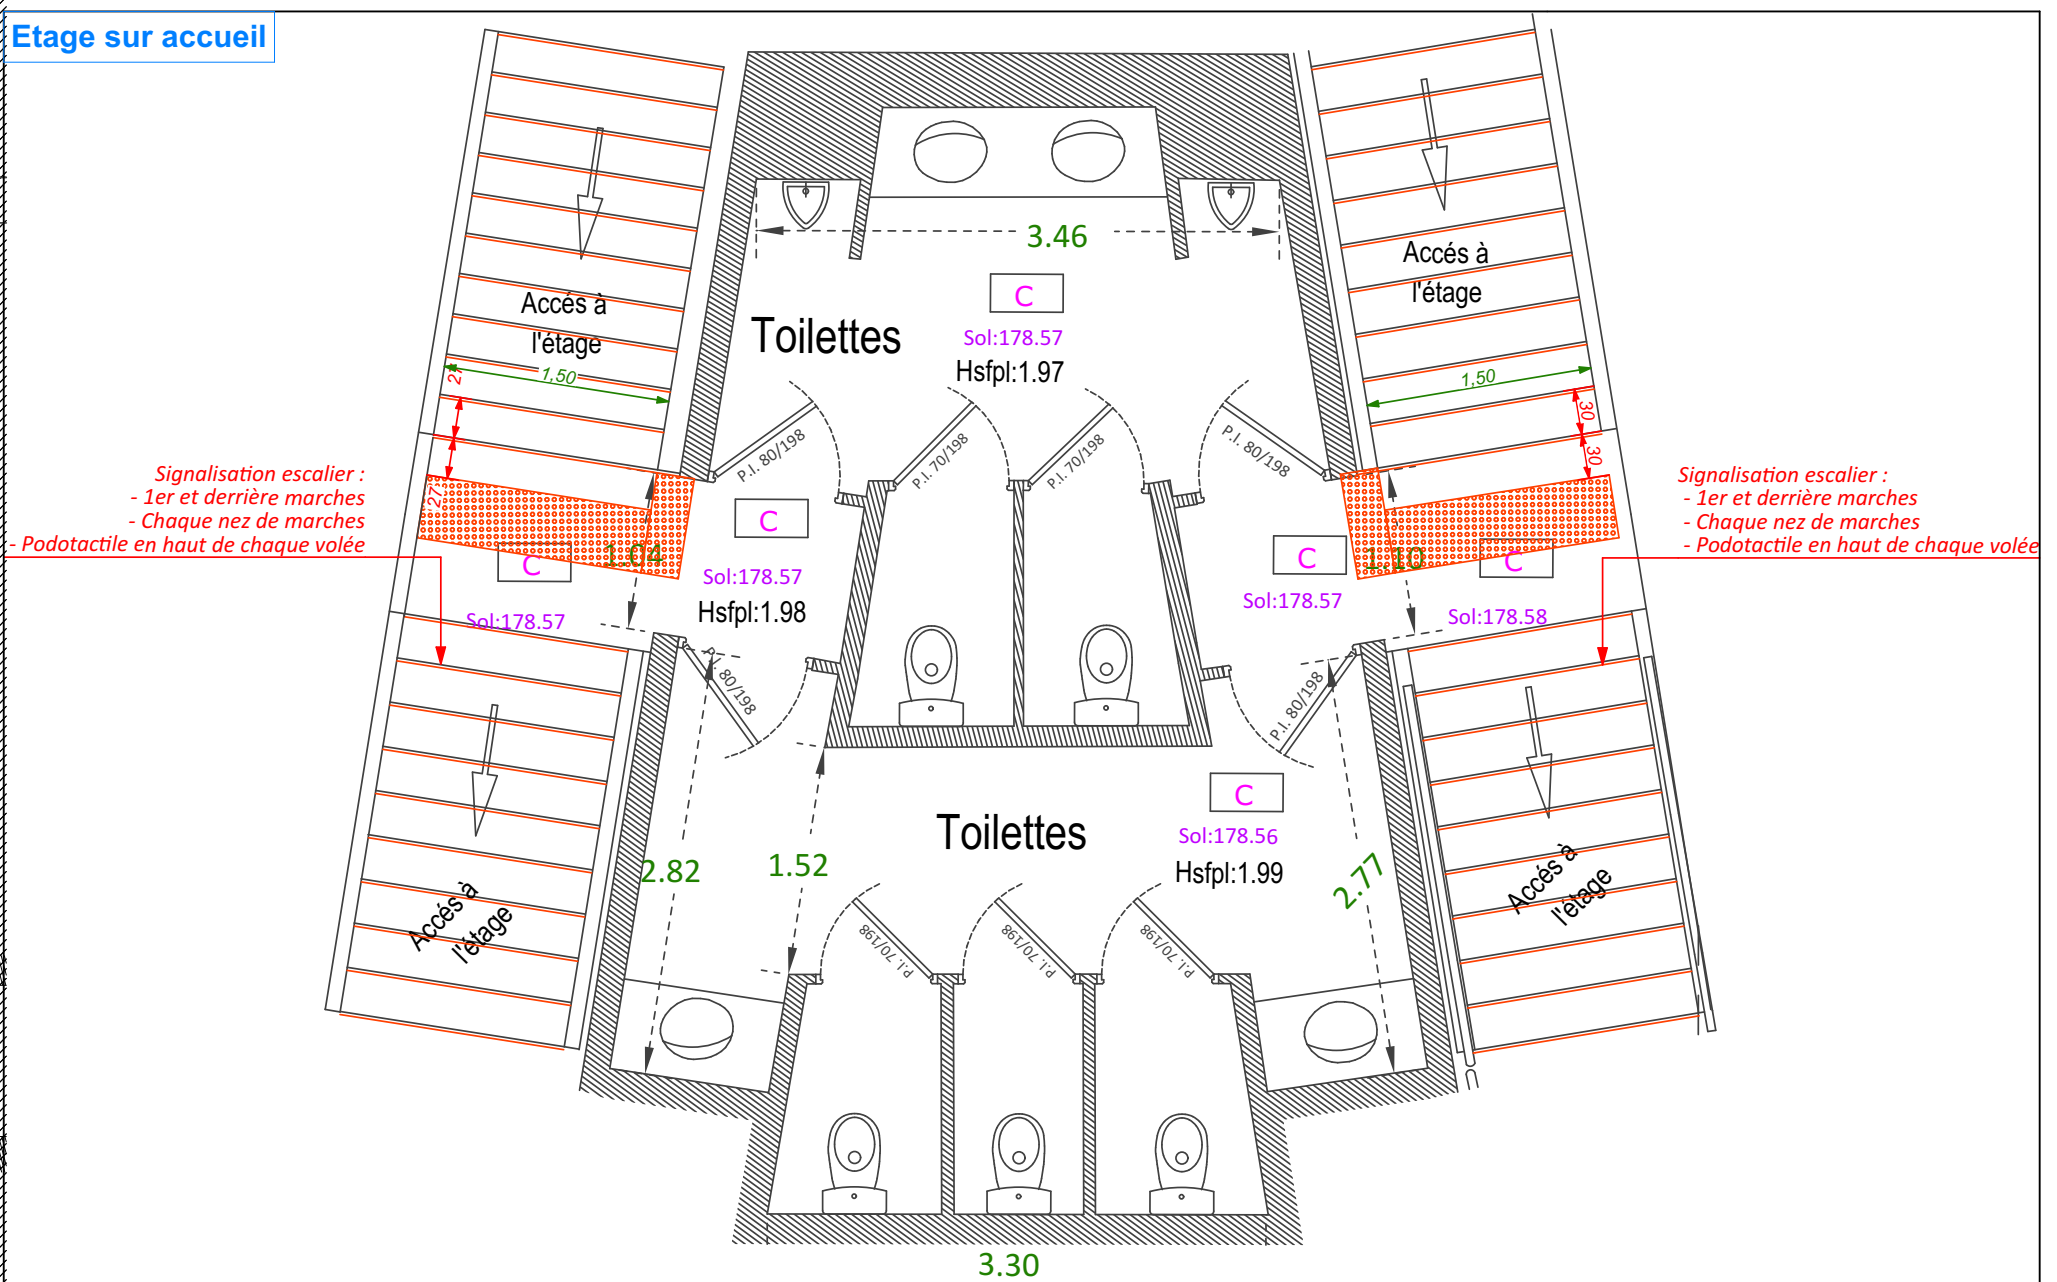 Etage sur accueil
Accés à
l'étage
1,50
27
27
Signalisation escalier :
- 1er et derrière marches
- Chaque nez de marches
- Podotactile en haut de chaque volée
C
1.04
Sol:178.57
3.46
C
Sol:178.57
Hsfpl:1.97
Toilettes
P.I. 80/198
P.I. 70/198
P.I. 70/198
P.I. 80/198
C
Sol:178.57
Hsfpl:1.98
C
Sol:178.57
Accés à
l'étage
1,50
30
30
Signalisation escalier :
- 1er et derrière marches
- Chaque nez de marches
- Podotactile en haut de chaque volée
1.10
C
Sol:178.58
P.I. 80/198
P.I. 80/198
Toilettes
C
Sol:178.56
Hsfpl:1.99
2.82
1.52
2.77
Accés à
l'étage
Accés à
l'étage
P.I. 70/198
P.I. 70/198
P.I. 70/198
3.30